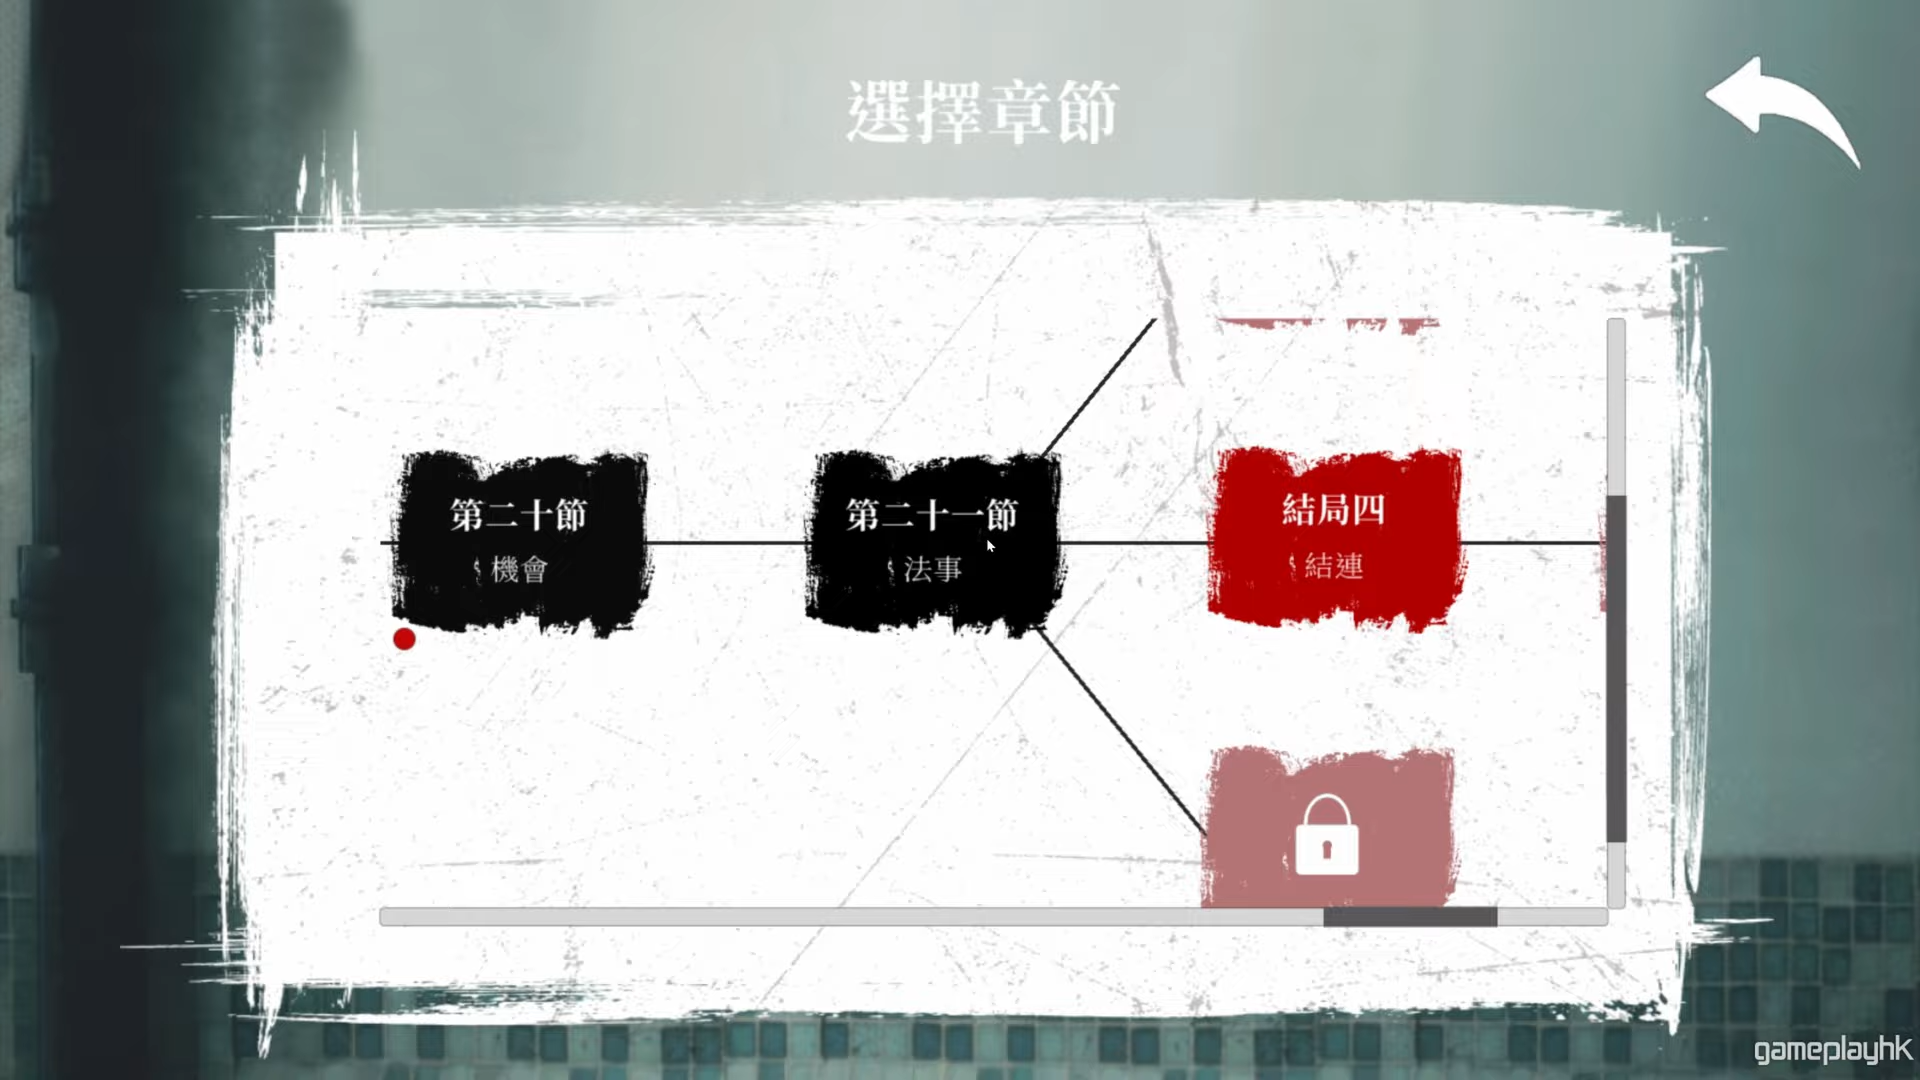 選擇章節
第二十節
機會
第二十一節
法事
結局四
結連
gameplayhk